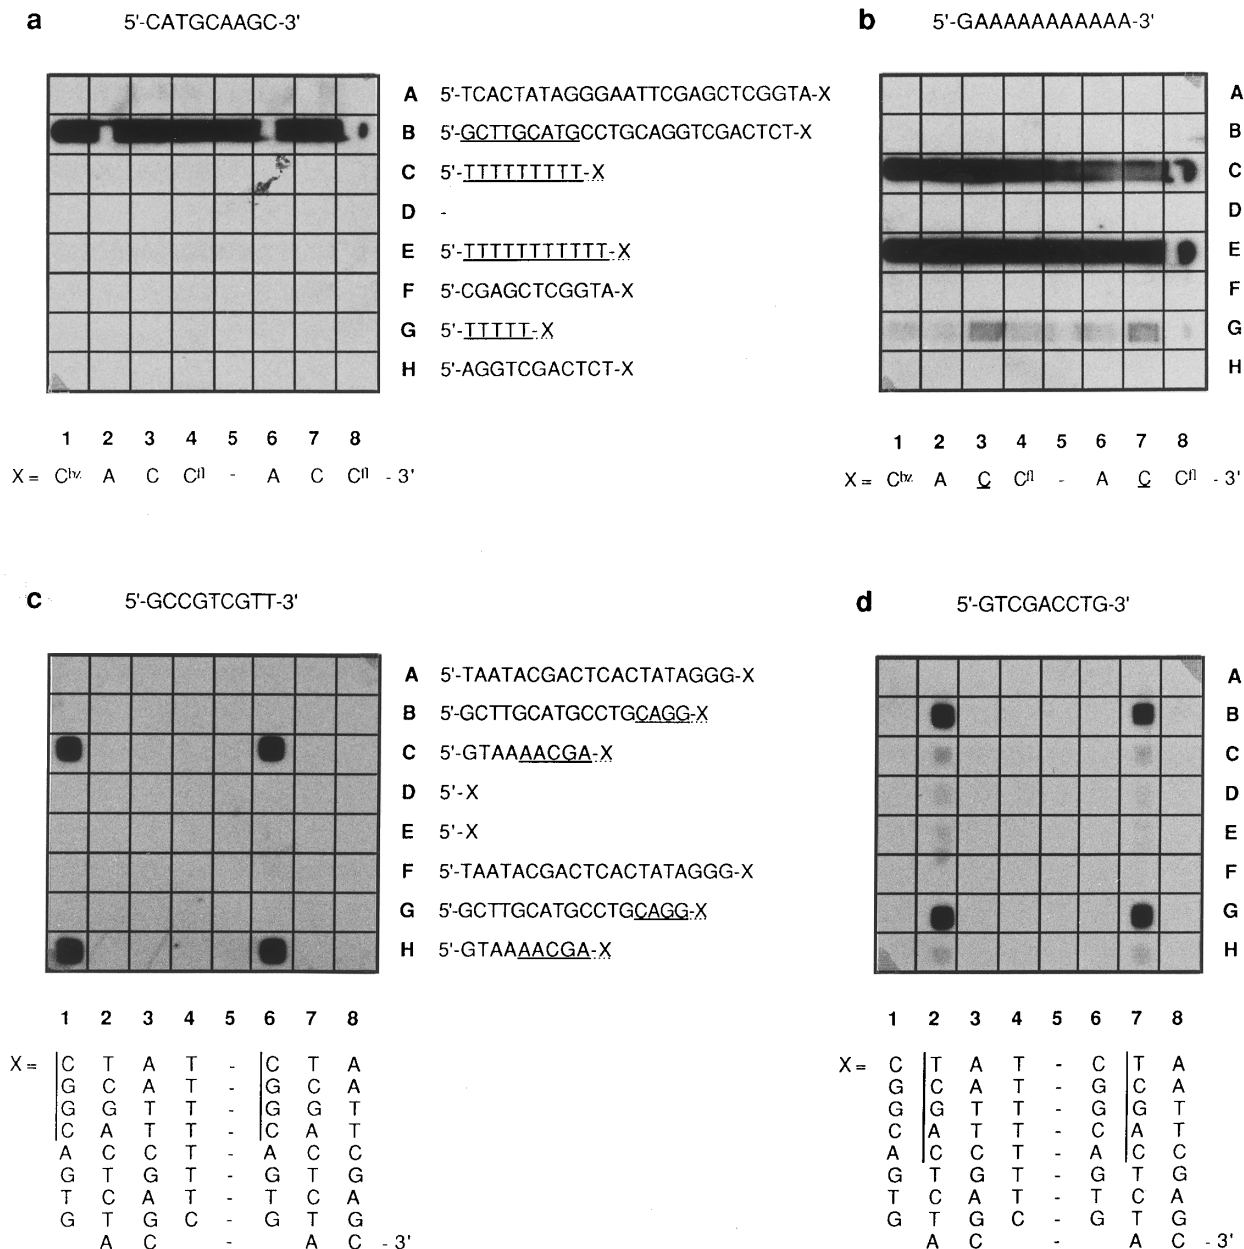 a 5'-CATGCAAGC-3'
b 5'-GAAAAAAAAAAA-3'
A 5'-TCACTATAGGGAATTCGAGCTCGGTA-X
B 5'-GCTTGCATGCCTGCAGGTCGACTCT-X
C 5'-TTTTTTTTT-X
D -
E 5'-TTTTTTTTTTT-X
F 5'-CGAGCTCGGTA-X
G 5'-TTTTT-X
H 5'-AGGTCGACTCT-X
A
B
C
D
E
F
G
H
1 2 3 4 5 6 7 8
X = Cbz A C Cfl - A C Cfl - 3'
1 2 3 4 5 6 7 8
X = Cbz A C Cfl - A C Cfl - 3'
c 5'-GCCGTCGTT-3'
d 5'-GTCGACCTG-3'
A 5'-TAATACGACTCACTATAGGG-X
B 5'-GCTTGCATGCCTGCAGG-X
C 5'-GTAAAACGA-X
D 5'-X
E 5'-X
F 5'-TAATACGACTCACTATAGGG-X
G 5'-GCTTGCATGCCTGCAGG-X
H 5'-GTAAAACGA-X
A
B
C
D
E
F
G
H
1 2 3 4 5 6 7 8
X = C T A T - C T A
G C A T - G C A
G G T T - G G T
C A T T - C A T
A C C T - A C C
G T G T - G T G
T C A T - T C A
G T G C - G T G
A C - A C - 3'
1 2 3 4 5 6 7 8
X = C T A T - C T A
G C A T - G C A
G G T T - G G T
C A T T - C A T
A C C T - A C C
G T G T - G T G
T C A T - T C A
G T G C - G T G
A C - A C - 3'